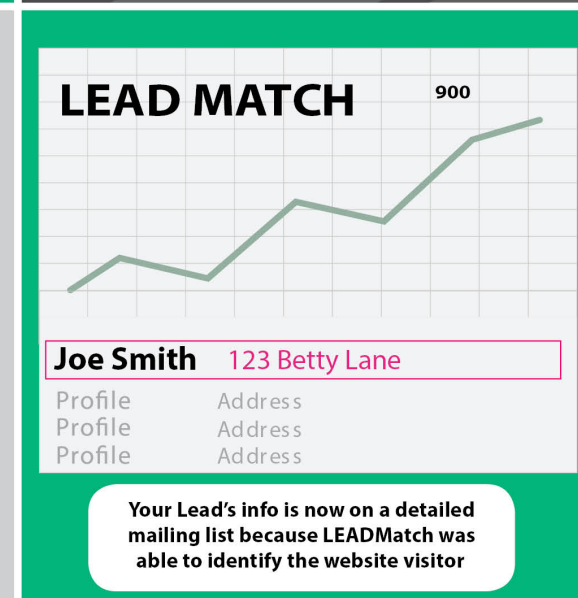 LEAD MATCH 900
Joe Smith 123 Betty Lane
Profile Address
Profile Address
Profile Address
Your Lead's info is now on a detailed
mailing list because LEADMatch was
able to identify the website visitor